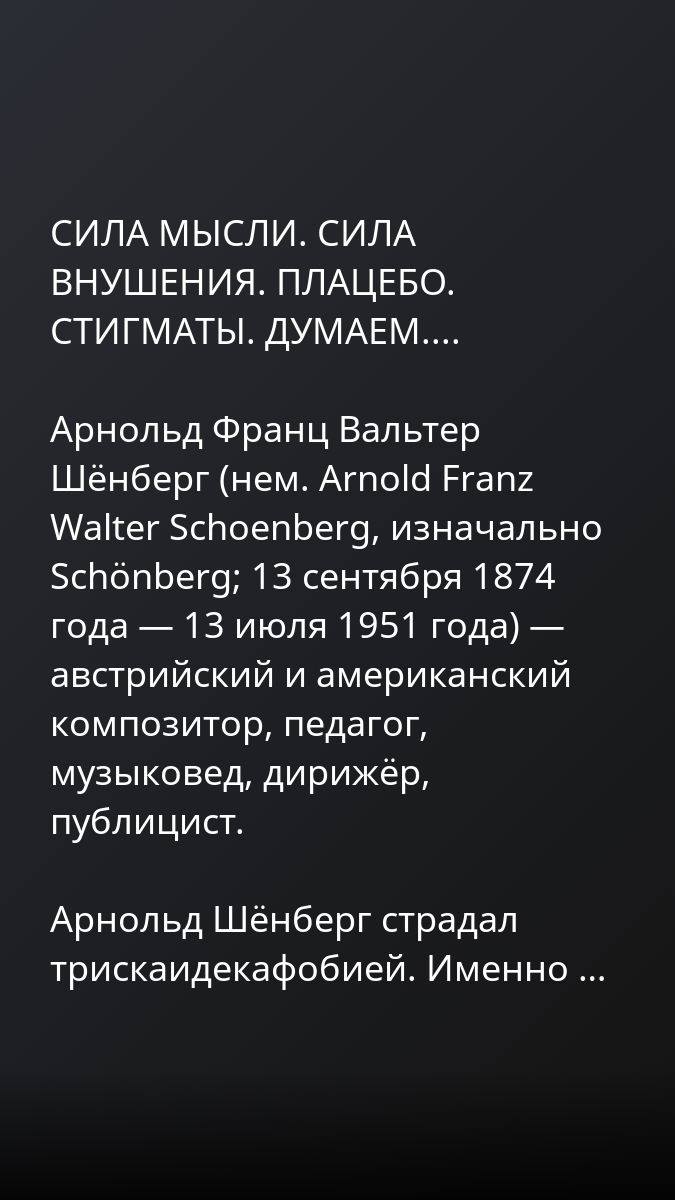 СИЛА МЫСЛИ. СИЛА
ВНУШЕНИЯ. ПЛАЦЕБО.
СТИГМАТЫ. ДУМАЕМ....
Арнольд Франц Вальтер
Шёнберг (нем. Arnold Franz
Walter Schoenberg, изначально
Schönberg; 13 сентября 1874
года — 13 июля 1951 года) —
австрийский и американский
композитор, педагог,
музыковед, дирижёр,
публицист.
Арнольд Шёнберг страдал
трискаидекафобией. Именно ...